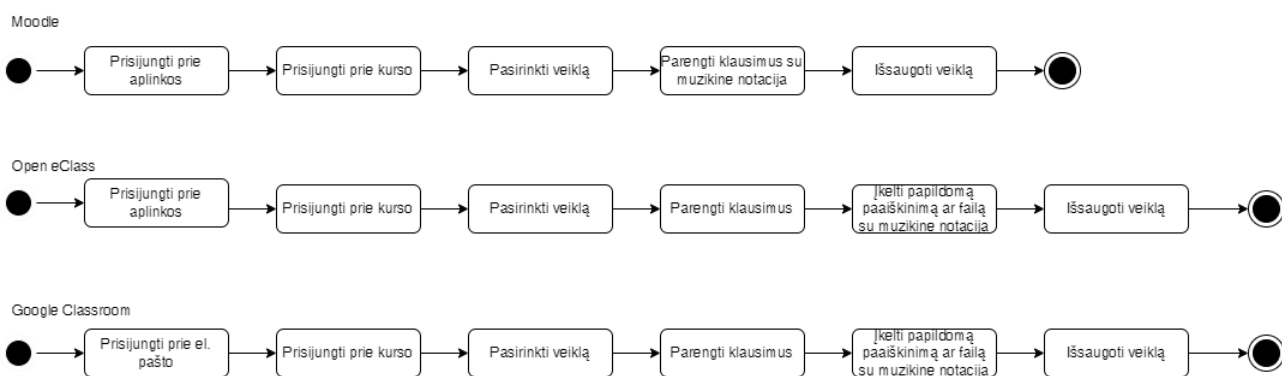 Moodle
Prisijungti prie
aplinkos
Prisijungti prie kurso
Pasirinkti veiklą
Parengti klausimus su
muzikine notacija
Išsaugoti veiklą
Open eClass
Prisijungti prie
aplinkos
Prisijungti prie kurso
Pasirinkti veiklą
Parengti klausimus
Įkelti papildomą
paaiškinimą ar failą
su muzikine notacija
Išsaugoti veiklą
Google Classroom
Prisijungti prie el.
pašto
Prisijungti prie kurso
Pasirinkti veiklą
Parengti klausimus
Įkelti papildomą
paaiškinimą ar failą
su muzikine notacija
Išsaugoti veiklą